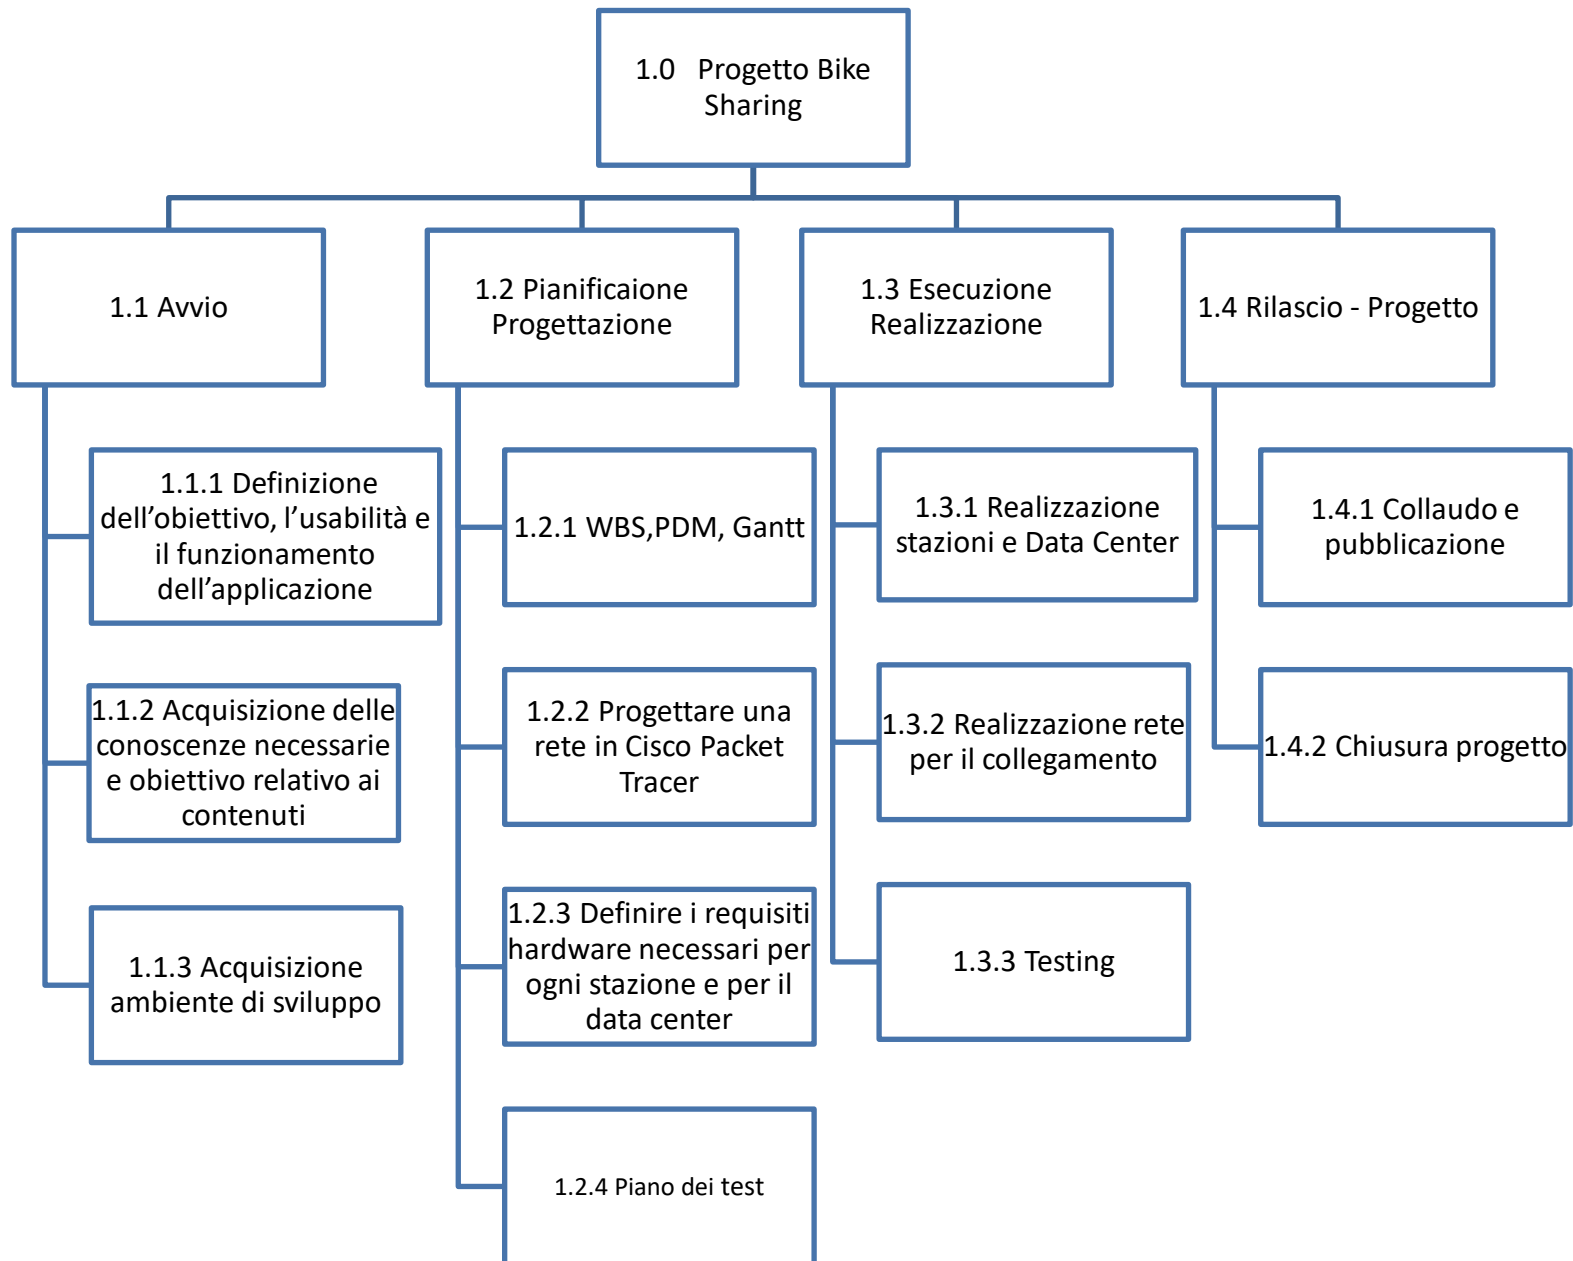 1.0 Progetto Bike
Sharing
1.1 Avvio
1.2 Pianificaione
Progettazione
1.3 Esecuzione
Realizzazione
1.4 Rilascio - Progetto
1.1.1 Definizione
dell’obiettivo, l’usabilità e
il funzionamento
dell’applicazione
1.1.2 Acquisizione delle
conoscenze necessarie
e obiettivo relativo ai
contenuti
1.1.3 Acquisizione
ambiente di sviluppo
1.2.1 WBS,PDM, Gantt
1.2.2 Progettare una
rete in Cisco Packet
Tracer
1.2.3 Definire i requisiti
hardware necessari per
ogni stazione e per il
data center
1.2.4 Piano dei test
1.3.1 Realizzazione
stazioni e Data Center
1.3.2 Realizzazione rete
per il collegamento
1.3.3 Testing
1.4.1 Collaudo e
pubblicazione
1.4.2 Chiusura progetto